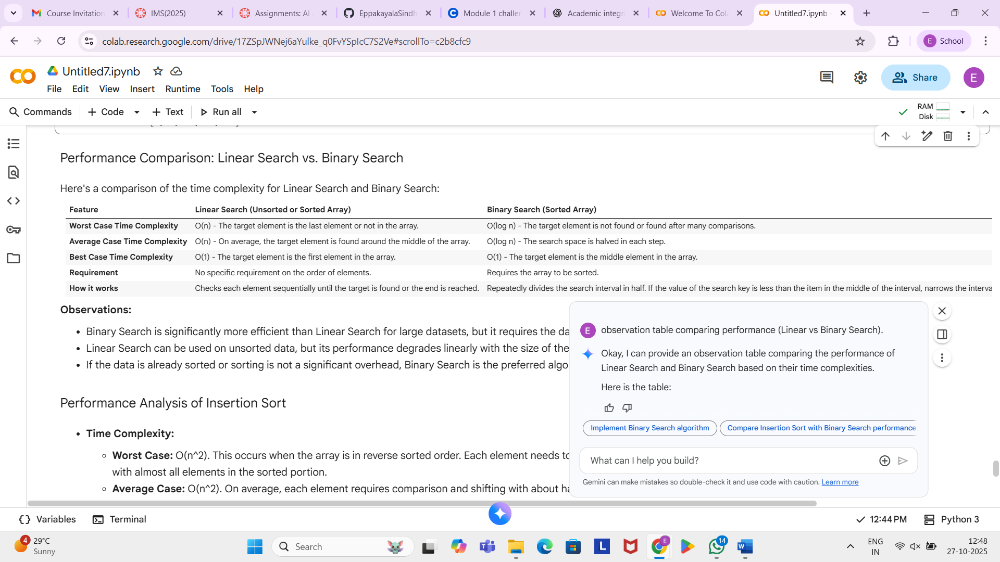 Course Invitation
IMS(2025)
Assignments: AI
EppakayalaSindh
Module 1 challen
Academic integr
Welcome To Col
Untitled7.ipynb -
colab.research.google.com/drive/17ZSpJWNej6aYulke_q0FvYSpIcC7S2Ve#scrollTo=c2b8cfc9
E School
Untitled7.ipynb
File Edit View Insert Runtime Tools Help
Share
E
Commands + Code + Text Run all
RAM
Disk
Performance Comparison: Linear Search vs. Binary Search
Here's a comparison of the time complexity for Linear Search and Binary Search:
Feature Linear Search (Unsorted or Sorted Array) Binary Search (Sorted Array)
Worst Case Time Complexity O(n) - The target element is the last element or not in the array. O(log n) - The target element is not found or found after many comparisons.
Average Case Time Complexity O(n) - On average, the target element is found around the middle of the array. O(log n) - The search space is halved in each step.
Best Case Time Complexity O(1) - The target element is the first element in the array. O(1) - The target element is the middle element in the array.
Requirement No specific requirement on the order of elements. Requires the array to be sorted.
How it works Checks each element sequentially until the target is found or the end is reached. Repeatedly divides the search interval in half. If the value of the search key is less than the item in the middle of the interval, narrows the interva
Observations:
• Binary Search is significantly more efficient than Linear Search for large datasets, but it requires the da
• Linear Search can be used on unsorted data, but its performance degrades linearly with the size of the
• If the data is already sorted or sorting is not a significant overhead, Binary Search is the preferred algo
Performance Analysis of Insertion Sort
• Time Complexity:
◦ Worst Case: O(n^2). This occurs when the array is in reverse sorted order. Each element needs to
with almost all elements in the sorted portion.
◦ Average Case: O(n^2). On average, each element requires comparison and shifting with about ha
E observation table comparing performance (Linear vs Binary Search).
Okay, I can provide an observation table comparing the performance of
Linear Search and Binary Search based on their time complexities.
Here is the table:
Implement Binary Search algorithm
Compare Insertion Sort with Binary Search performance
What can I help you build?
Gemini can make mistakes so double-check it and use code with caution. Learn more
{} Variables Terminal
12:44 PM Python 3
4
29°C
Sunny
Search
L
E
14
ENG
IN
12:48
27-10-2025